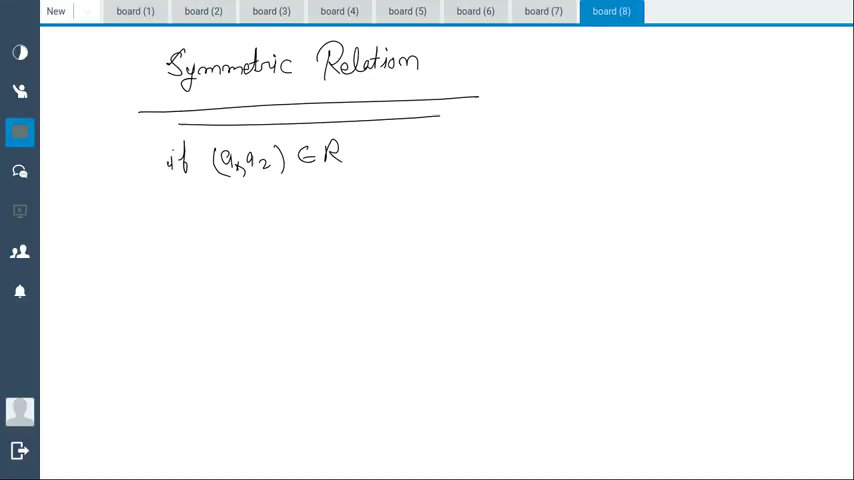 New board (1) board (2) board (3) board (4) board (5) board (6) board (7) board (8)
Symmetric Relation
if (a₁,a₂) ∈ R